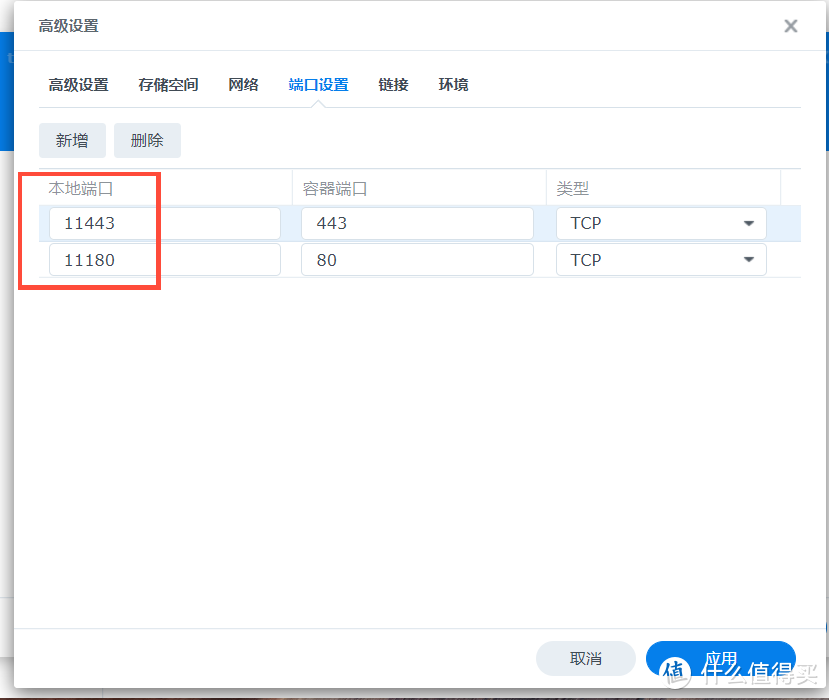 高级设置
高级设置 存储空间 网络 端口设置 链接 环境
新增 删除
本地端口 容器端口 类型
11443 443 TCP
11180 80 TCP
取消 应用
值 什么值得买